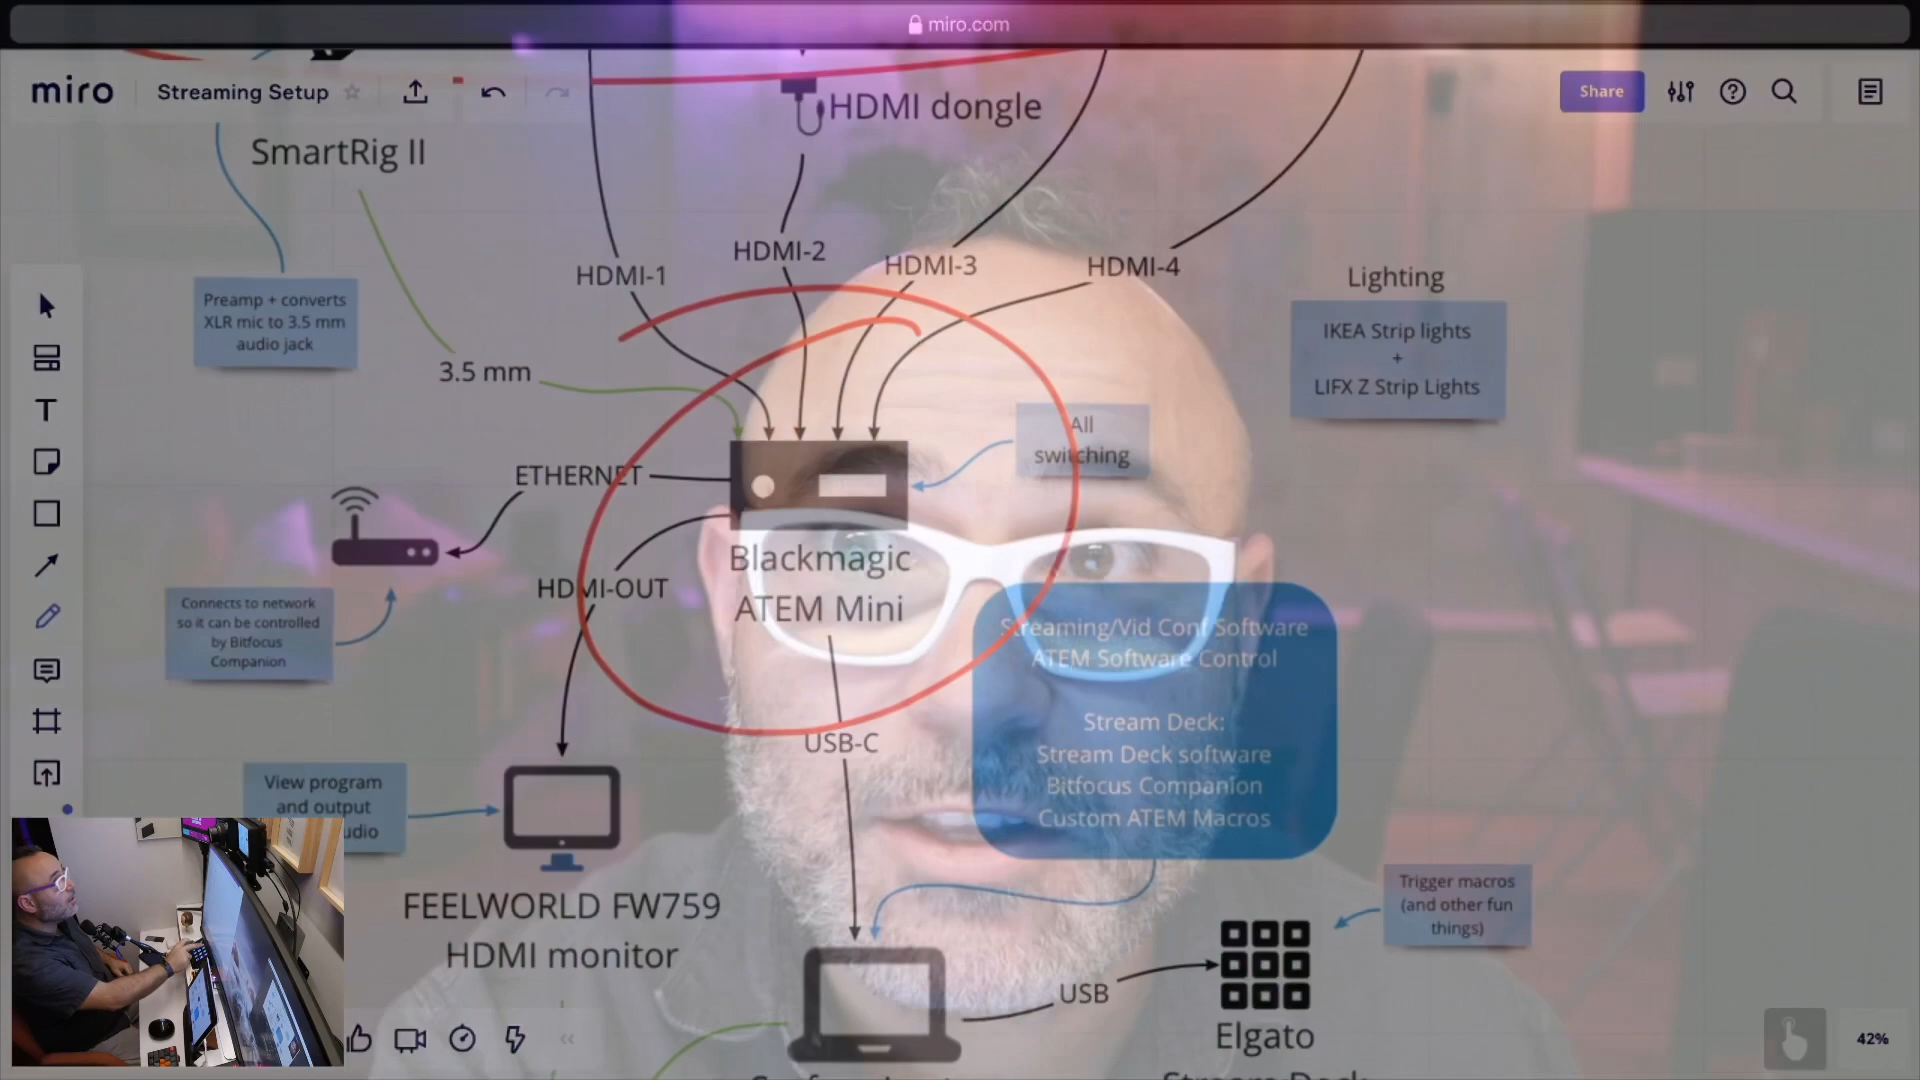 miro.com
miro
Streaming Setup
Share
HDMI dongle
SmartRig II
HDMI-1
HDMI-2
HDMI-3
HDMI-4
Lighting
IKEA Strip lights
+
LIFX Z Strip Lights
Preamp + converts
XLR mic to 3.5 mm
audio jack
3.5 mm
All
switching
ETHERNET
Blackmagic
ATEM Mini
HDMI-OUT
Connects to network
so it can be controlled
by Bitfocus
Companion
Streaming/Vid Conf Software
ATEM Software Control
Stream Deck:
Stream Deck software
Bitfocus Companion
Custom ATEM Macros
USB-C
View program
and output
FEELWORLD FW759
HDMI monitor
Trigger macros
(and other fun
things)
USB
Elgato
Stream Deck
42%